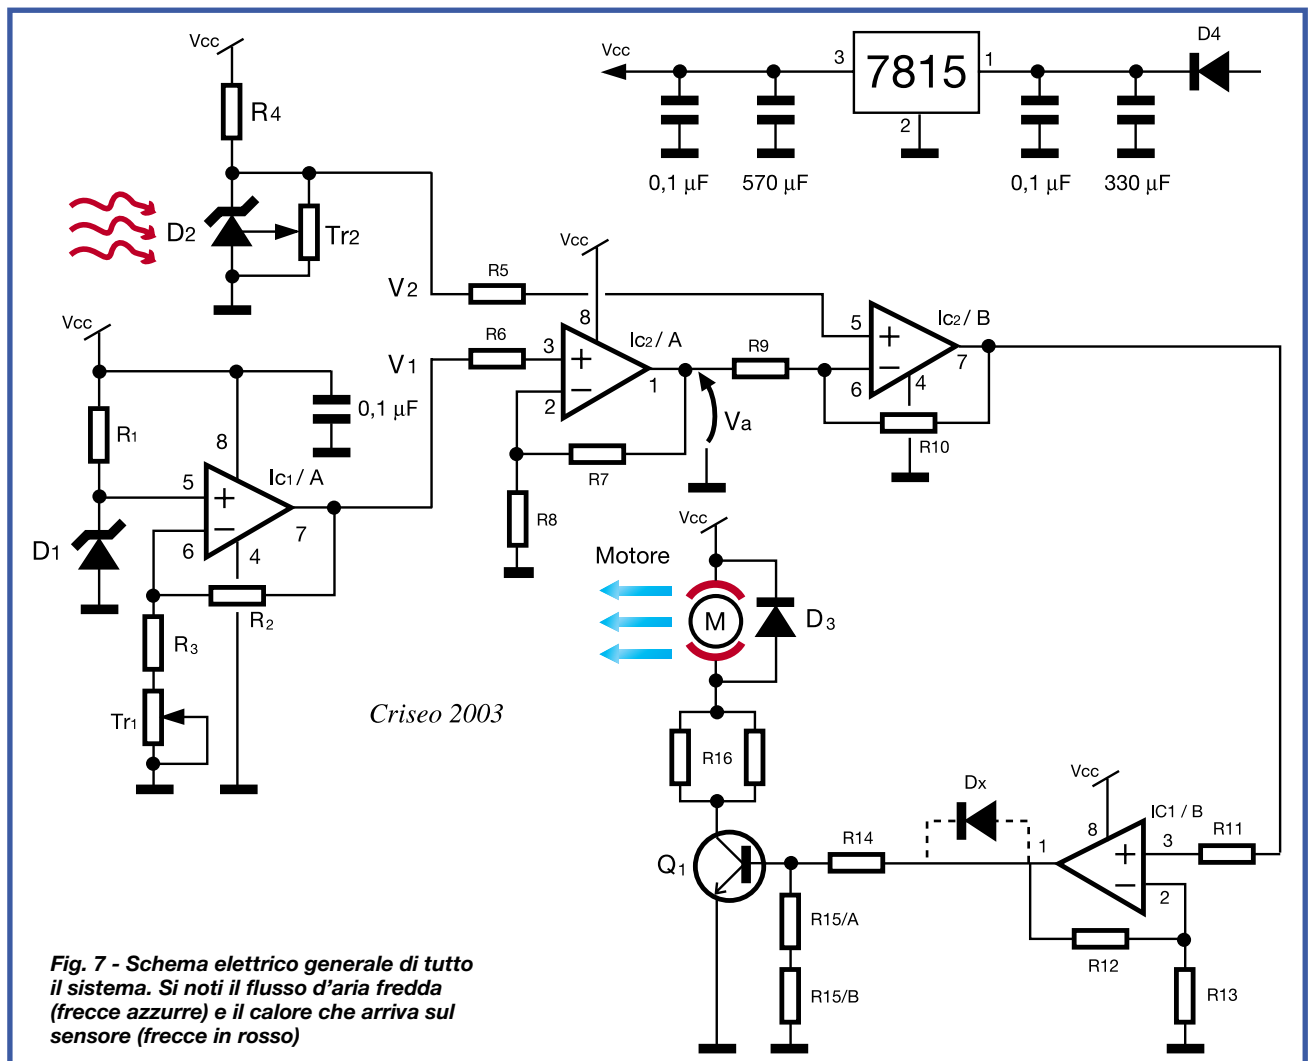 Vcc
R4
D2
Tr2
Vcc
3
7815
1
2
D4
0,1 µF
570 µF
0,1 µF
330 µF
V2
R5
Vcc
8
Ic2 / A
3
+
−
2
1
R6
V1
R7
R8
Va
R9
5
+
−
6
Ic2 / B
4
7
R10
Vcc
R1
0,1 µF
8
Ic1 / A
5
+
−
6
4
7
D1
R2
R3
Tr1
Criseo 2003
Vcc
Motore
M
D3
R16
Q1
R14
R15/A
R15/B
Dx
Vcc
8
IC1 / B
1
+
−
3
2
R11
R12
R13
Fig. 7 - Schema elettrico generale di tutto
il sistema. Si noti il flusso d'aria fredda
(frecce azzurre) e il calore che arriva sul
sensore (frecce in rosso)